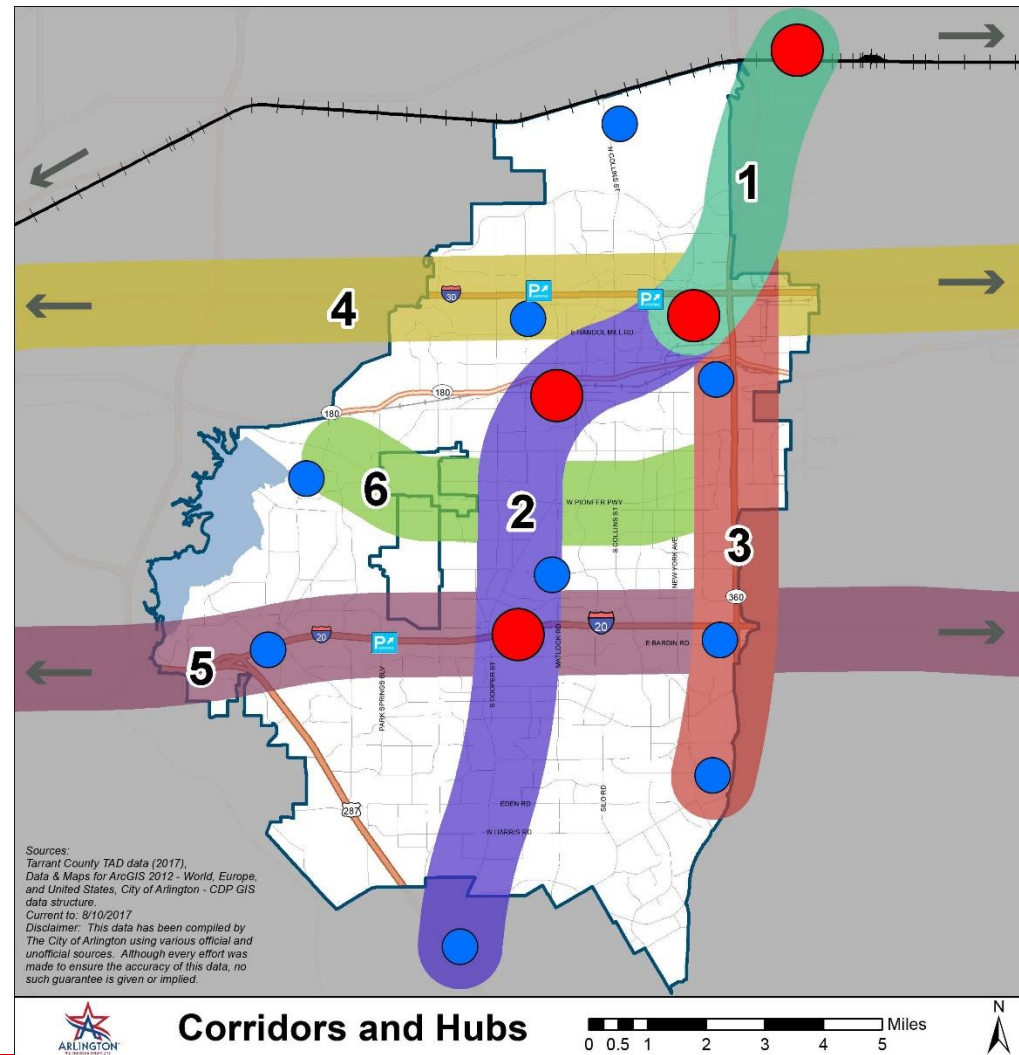 N COLLINS ST
1
4
30
E RANDOL MILL RD
180
180
6
2
W PIONEER PWY
S COLLINS ST
NEW YORK AVE
3
360
5
20
20
E BARDIN RD
MATLOCK RD
S COOPER ST
PARK SPRINGS BLV
287
EDEN RD
SILO RD
W HARRIS RD
Sources:
Tarrant County TAD data (2017),
Data & Maps for ArcGIS 2012 - World, Europe,
and United States, City of Arlington - CDP GIS
data structure.
Current to: 8/10/2017
Disclaimer: This data has been compiled by
The City of Arlington using various official and
unofficial sources. Although every effort was
made to ensure the accuracy of this data, no
such guarantee is given or implied.
ARLINGTON
Corridors and Hubs
0 0.5 1 2 3 4 5
Miles
N